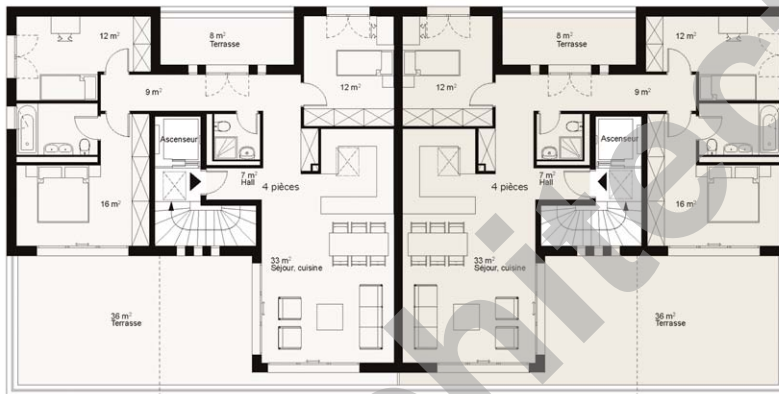 12 m²
8 m²
Terrasse
9 m²
12 m²
Ascenseur
7 m²
Hall
4 pièces
16 m²
33 m²
Séjour, cuisine
36 m²
Terrasse
8 m²
Terrasse
12 m²
12 m²
9 m²
Ascenseur
7 m²
Hall
4 pièces
16 m²
33 m²
Séjour, cuisine
36 m²
Terrasse